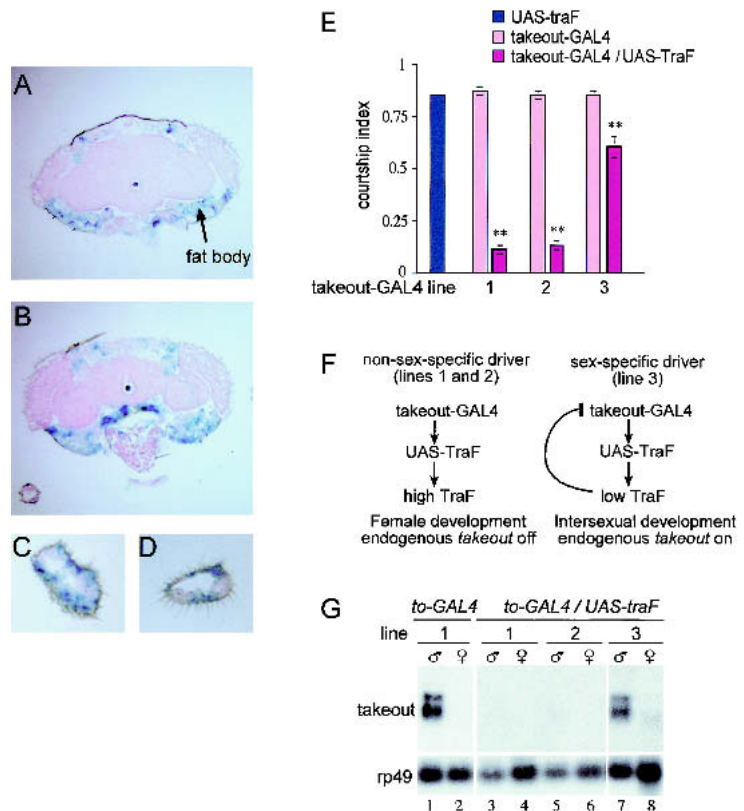 A
fat body
B
C
D
E
UAS-traF
takeout-GAL4
takeout-GAL4 / UAS-TraF
courtship index
1
0.75
0.50
0.25
0
**
**
**
takeout-GAL4 line 1 2 3
F
non-sex-specific driver
(lines 1 and 2)
takeout-GAL4
UAS-TraF
high TraF
Female development
endogenous takeout off
sex-specific driver
(line 3)
takeout-GAL4
UAS-TraF
low TraF
Intersexual development
endogenous takeout on
G
to-GAL4 to-GAL4 / UAS-traF
line 1 1 2 3
♂ ♀ ♂ ♀ ♂ ♀ ♂ ♀
takeout
rp49
1 2 3 4 5 6 7 8